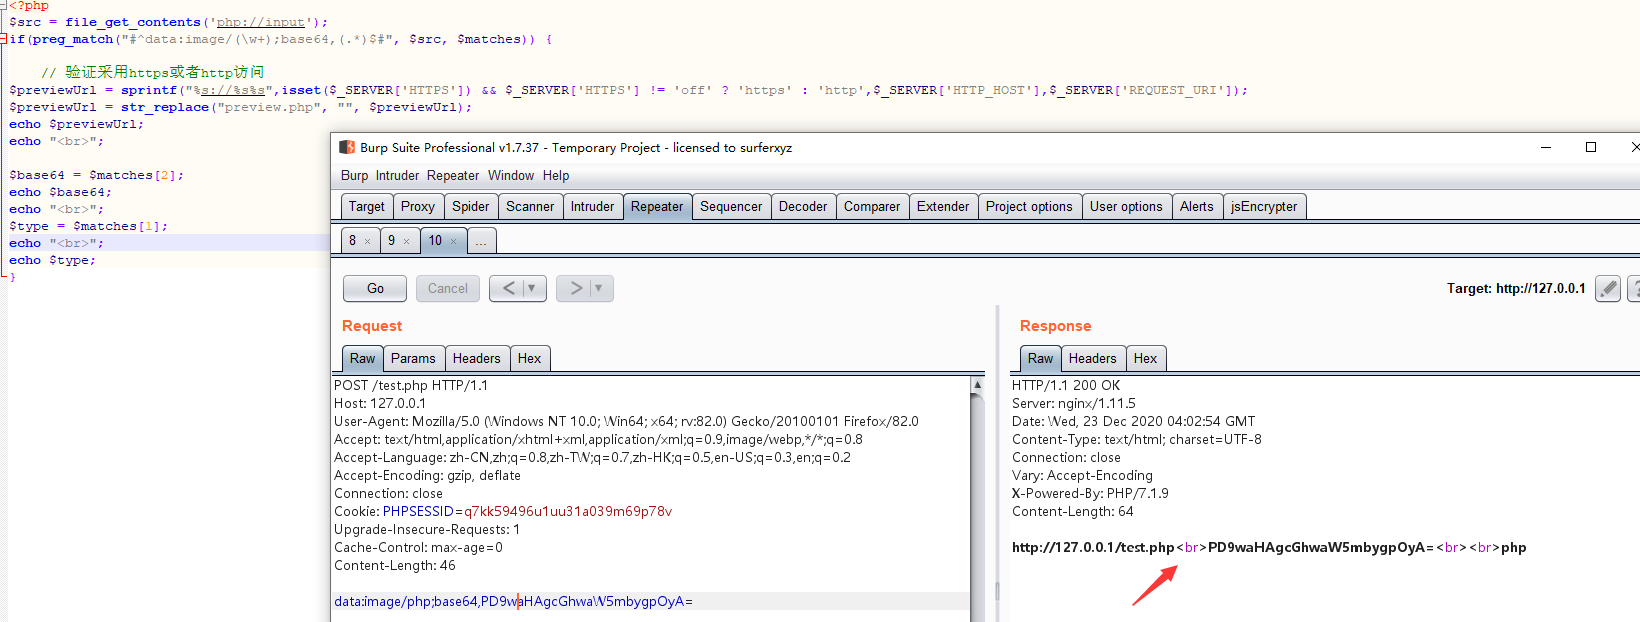 <?php
$src = file_get_contents('php://input');
if(preg_match("#^data:image/(\w+);base64,(.*)$#", $src, $matches)) {
// 验证采用https或者http访问
$previewUrl = sprintf("%s://%s%s",isset($_SERVER['HTTPS']) && $_SERVER['HTTPS'] != 'off' ? 'https' : 'http',$_SERVER['HTTP_HOST'],$_SERVER['REQUEST_URI']);
$previewUrl = str_replace("preview.php", "", $previewUrl);
echo $previewUrl;
echo "<br>";
$base64 = $matches[2];
echo $base64;
echo "<br>";
$type = $matches[1];
echo "<br>";
echo $type;
}
Burp Suite Professional v1.7.37 - Temporary Project - licensed to surferxyz
Burp Intruder Repeater Window Help
Target Proxy Spider Scanner Intruder Repeater Sequencer Decoder Comparer Extender Project options User options Alerts jsEncrypter
8 × 9 × 10 × ...
Go Cancel < ▼ > ▼ Target: http://127.0.0.1 ?
Request
Raw Params Headers Hex
POST /test.php HTTP/1.1
Host: 127.0.0.1
User-Agent: Mozilla/5.0 (Windows NT 10.0; Win64; x64; rv:82.0) Gecko/20100101 Firefox/82.0
Accept: text/html,application/xhtml+xml,application/xml;q=0.9,image/webp,*/*;q=0.8
Accept-Language: zh-CN,zh;q=0.8,zh-TW;q=0.7,zh-HK;q=0.5,en-US;q=0.3,en;q=0.2
Accept-Encoding: gzip, deflate
Connection: close
Cookie: PHPSESSID=q7kk59496u1uu31a039m69p78v
Upgrade-Insecure-Requests: 1
Cache-Control: max-age=0
Content-Length: 46
data:image/php;base64,PD9waHAgcGhwaW5mbygpOyA=
Response
Raw Headers Hex
HTTP/1.1 200 OK
Server: nginx/1.11.5
Date: Wed, 23 Dec 2020 04:02:54 GMT
Content-Type: text/html; charset=UTF-8
Connection: close
Vary: Accept-Encoding
X-Powered-By: PHP/7.1.9
Content-Length: 64
http://127.0.0.1/test.php<br>PD9waHAgcGhwaW5mbygpOyA=<br><br>php